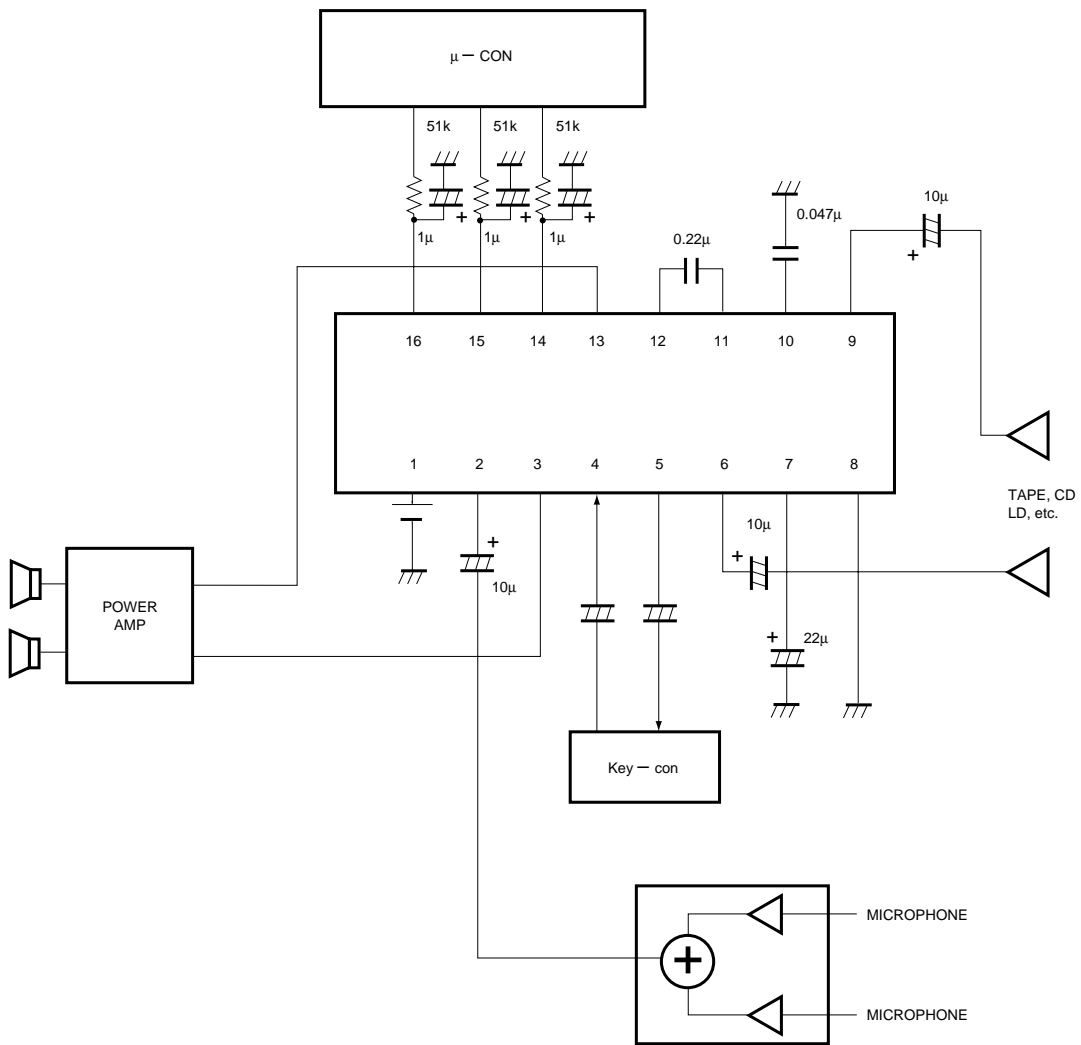 μ − CON
51k 51k 51k
+ + +
1μ 1μ 1μ
0.22μ
0.047μ
10μ
+
16 15 14 13 12 11 10 9
1 2 3 4 5 6 7 8
TAPE, CD
LD, etc.
+
10μ
10μ
+
+
22μ
POWER
AMP
Key − con
MICROPHONE
+
MICROPHONE